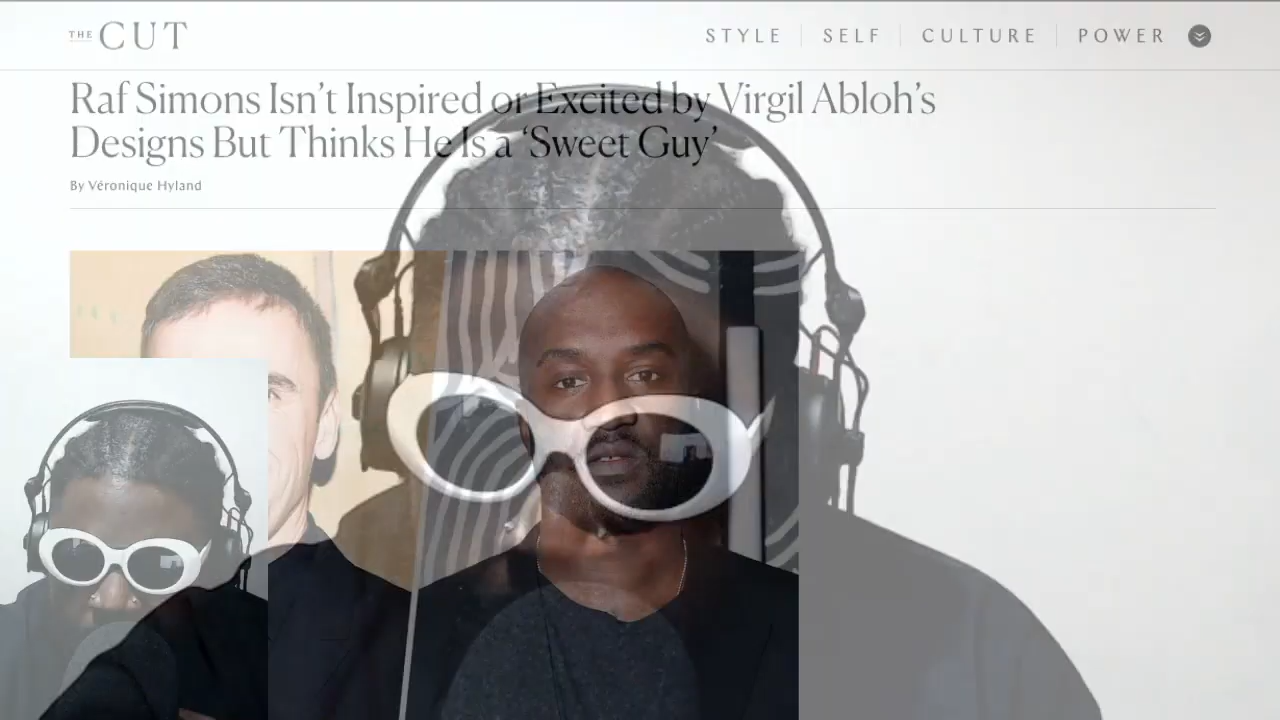 THE CUT
STYLE SELF CULTURE POWER
Raf Simons Isn’t Inspired or Excited by Virgil Abloh’s
Designs But Thinks He Is a ‘Sweet Guy’
By Véronique Hyland